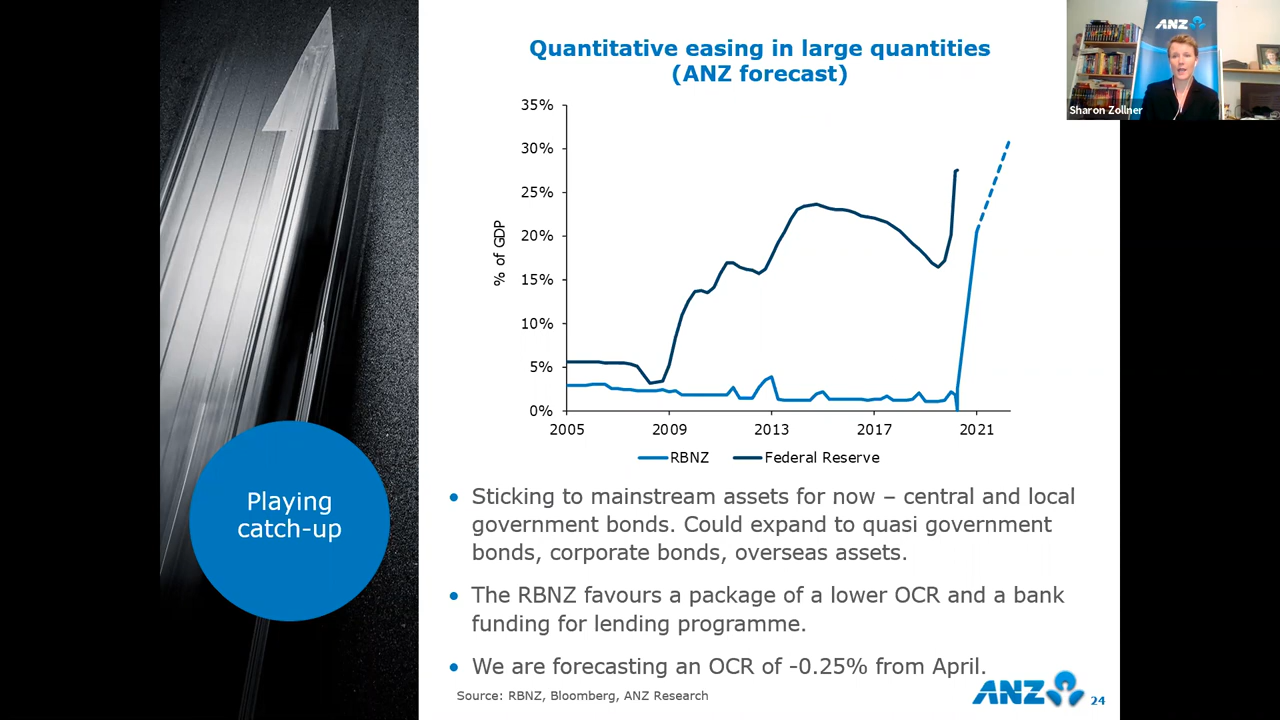 Quantitative easing in large quantities
(ANZ forecast)
ANZ
Sharon Zollner
35%
30%
25%
20%
15%
10%
5%
0%
% of GDP
2005 2009 2013 2017 2021
RBNZ Federal Reserve
Playing
catch-up
• Sticking to mainstream assets for now – central and local
government bonds. Could expand to quasi government
bonds, corporate bonds, overseas assets.
• The RBNZ favours a package of a lower OCR and a bank
funding for lending programme.
• We are forecasting an OCR of -0.25% from April.
Source: RBNZ, Bloomberg, ANZ Research
ANZ
24